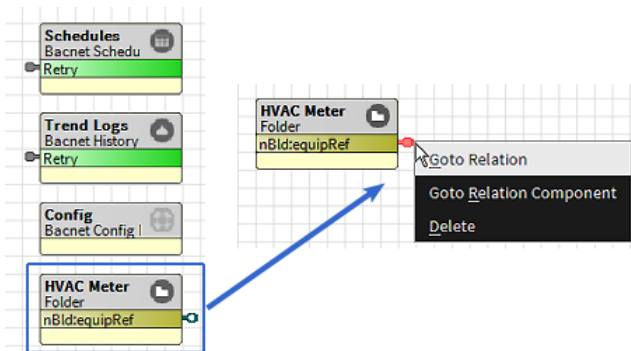 Schedules
Bacnet Schedu
Retry
Trend Logs
Bacnet History
Retry
Config
Bacnet Config I
HVAC Meter
Folder
nBld:equipRef
HVAC Meter
Folder
nBld:equipRef
Goto Relation
Goto Relation Component
Delete